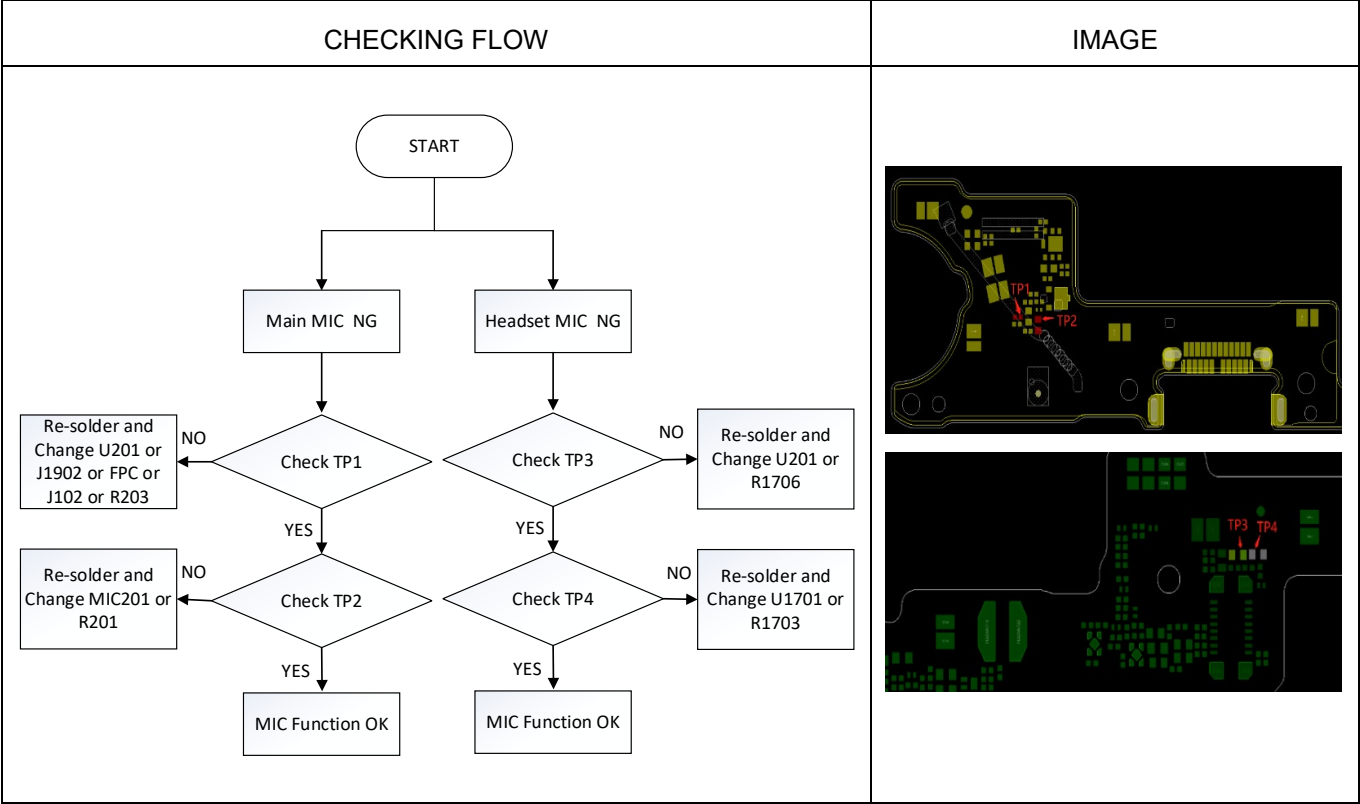 CHECKING FLOW
IMAGE
START
Main MIC NG
Headset MIC NG
Re-solder and
Change U201 or
J1902 or FPC or
J102 or R203
NO
Check TP1
Check TP3
NO
Re-solder and
Change U201 or
R1706
YES
YES
Re-solder and
Change MIC201 or
R201
NO
Check TP2
Check TP4
NO
Re-solder and
Change U1701 or
R1703
YES
YES
MIC Function OK
MIC Function OK
TP1
TP2
TP3 TP4